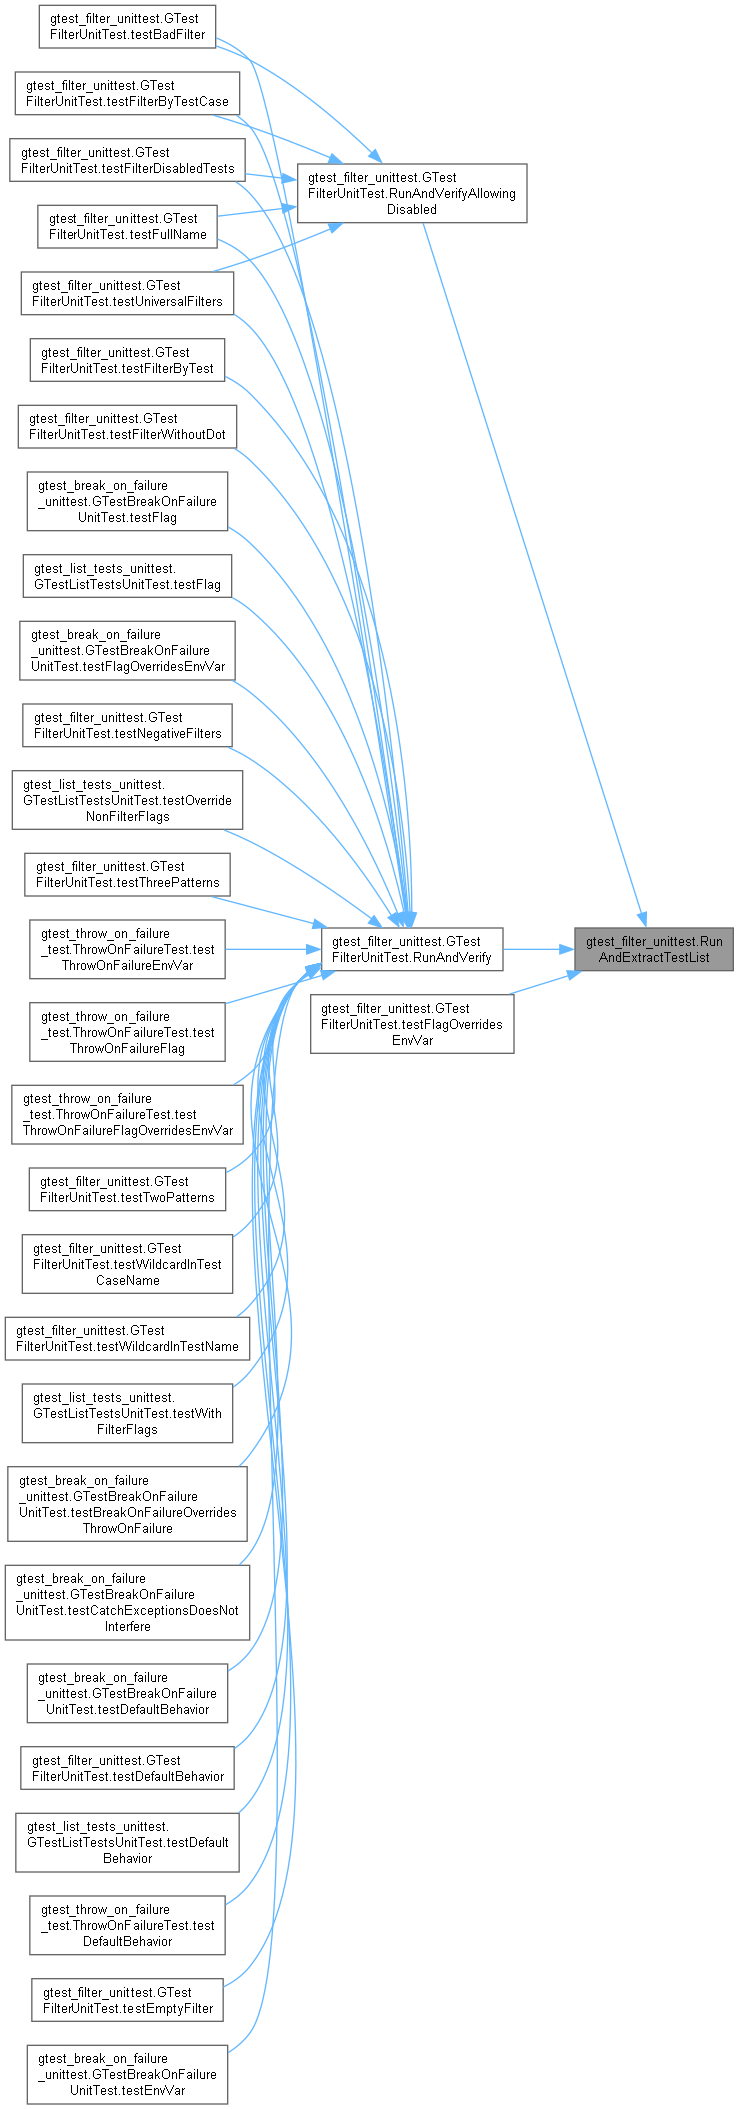 gtest_filter_unittest.GTest
FilterUnitTest.testBadFilter
gtest_filter_unittest.GTest
FilterUnitTest.testFilterByTestCase
gtest_filter_unittest.GTest
FilterUnitTest.testFilterDisabledTests
gtest_filter_unittest.GTest
FilterUnitTest.RunAndVerifyAllowing
Disabled
gtest_filter_unittest.GTest
FilterUnitTest.testFullName
gtest_filter_unittest.GTest
FilterUnitTest.testUniversalFilters
gtest_filter_unittest.GTest
FilterUnitTest.testFilterByTest
gtest_filter_unittest.GTest
FilterUnitTest.testFilterWithoutDot
gtest_break_on_failure
_unittest.GTestBreakOnFailure
UnitTest.testFlag
gtest_list_tests_unittest.
GTestListTestsUnitTest.testFlag
gtest_break_on_failure
_unittest.GTestBreakOnFailure
UnitTest.testFlagOverridesEnvVar
gtest_filter_unittest.GTest
FilterUnitTest.testNegativeFilters
gtest_list_tests_unittest.
GTestListTestsUnitTest.testOverride
NonFilterFlags
gtest_filter_unittest.GTest
FilterUnitTest.testThreePatterns
gtest_throw_on_failure
_test.ThrowOnFailureTest.test
ThrowOnFailureEnvVar
gtest_filter_unittest.GTest
FilterUnitTest.RunAndVerify
gtest_filter_unittest.Run
AndExtractTestList
gtest_throw_on_failure
_test.ThrowOnFailureTest.test
ThrowOnFailureFlag
gtest_filter_unittest.GTest
FilterUnitTest.testFlagOverrides
EnvVar
gtest_throw_on_failure
_test.ThrowOnFailureTest.test
ThrowOnFailureFlagOverridesEnvVar
gtest_filter_unittest.GTest
FilterUnitTest.testTwoPatterns
gtest_filter_unittest.GTest
FilterUnitTest.testWildcardInTest
CaseName
gtest_filter_unittest.GTest
FilterUnitTest.testWildcardInTestName
gtest_list_tests_unittest.
GTestListTestsUnitTest.testWith
FilterFlags
gtest_break_on_failure
_unittest.GTestBreakOnFailure
UnitTest.testBreakOnFailureOverrides
ThrowOnFailure
gtest_break_on_failure
_unittest.GTestBreakOnFailure
UnitTest.testCatchExceptionsDoesNot
Interfere
gtest_break_on_failure
_unittest.GTestBreakOnFailure
UnitTest.testDefaultBehavior
gtest_filter_unittest.GTest
FilterUnitTest.testDefaultBehavior
gtest_list_tests_unittest.
GTestListTestsUnitTest.testDefault
Behavior
gtest_throw_on_failure
_test.ThrowOnFailureTest.test
DefaultBehavior
gtest_filter_unittest.GTest
FilterUnitTest.testEmptyFilter
gtest_break_on_failure
_unittest.GTestBreakOnFailure
UnitTest.testEnvVar